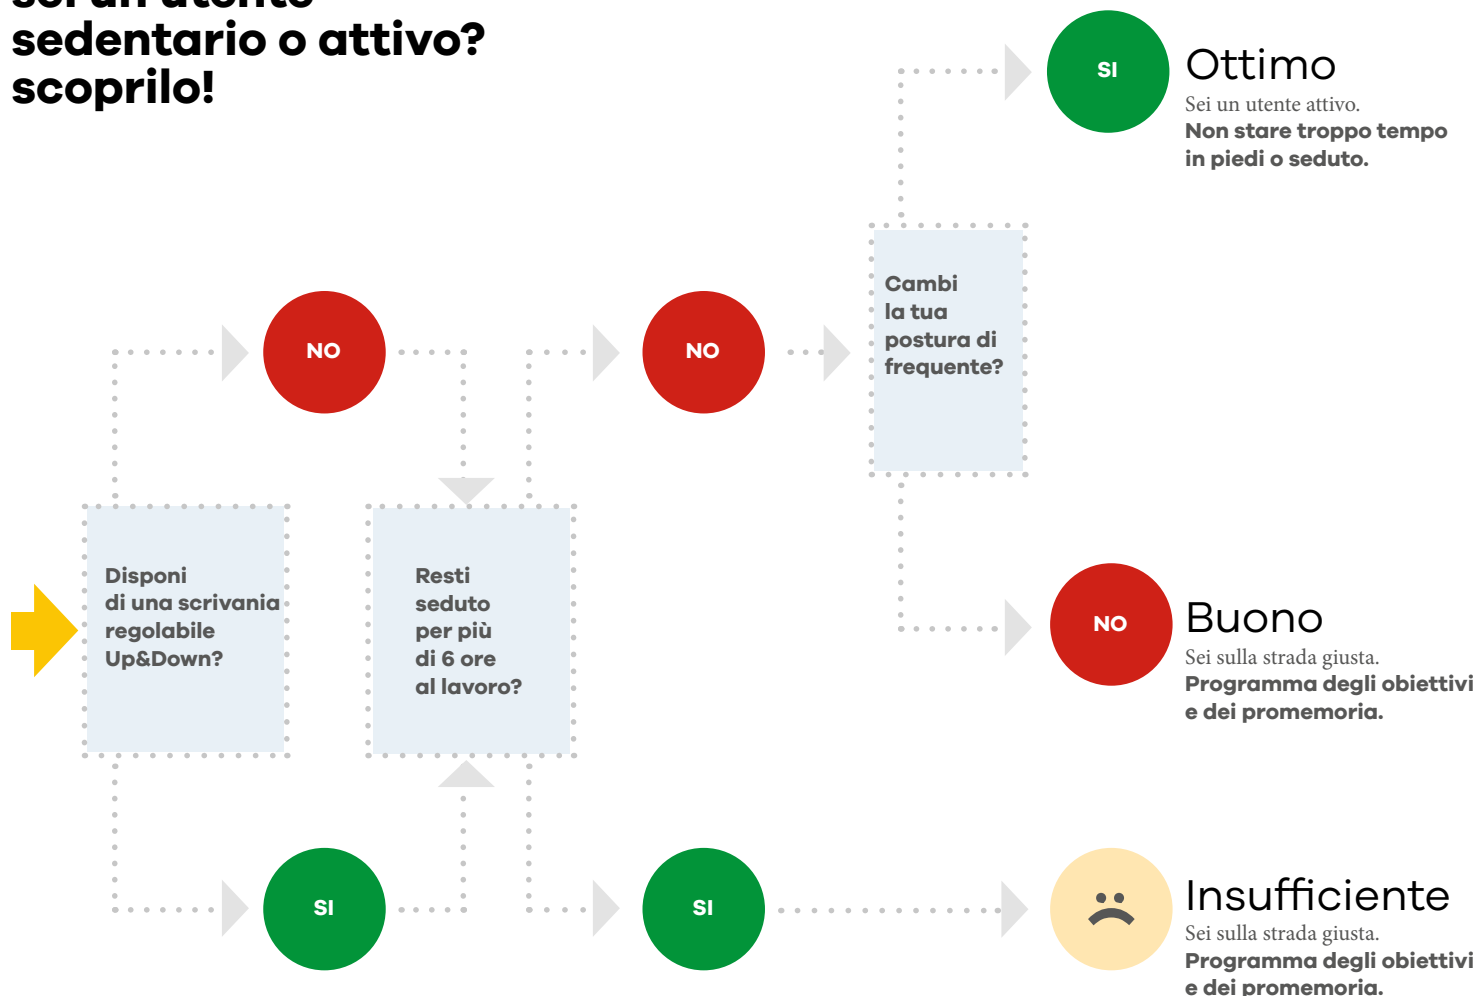 sei un utente
sedentario o attivo?
scoprilo!
SI
Ottimo
Sei un utente attivo.
Non stare troppo tempo
in piedi o seduto.
NO
NO
Cambi
la tua
postura di
frequente?
Disponi
di una scrivania
regolabile
Up&Down?
Resti
seduto
per più
di 6 ore
al lavoro?
NO
Buono
Sei sulla strada giusta.
Programma degli obiettivi
e dei promemoria.
SI
SI
Insufficiente
Sei sulla strada giusta.
Programma degli obiettivi
e dei promemoria.